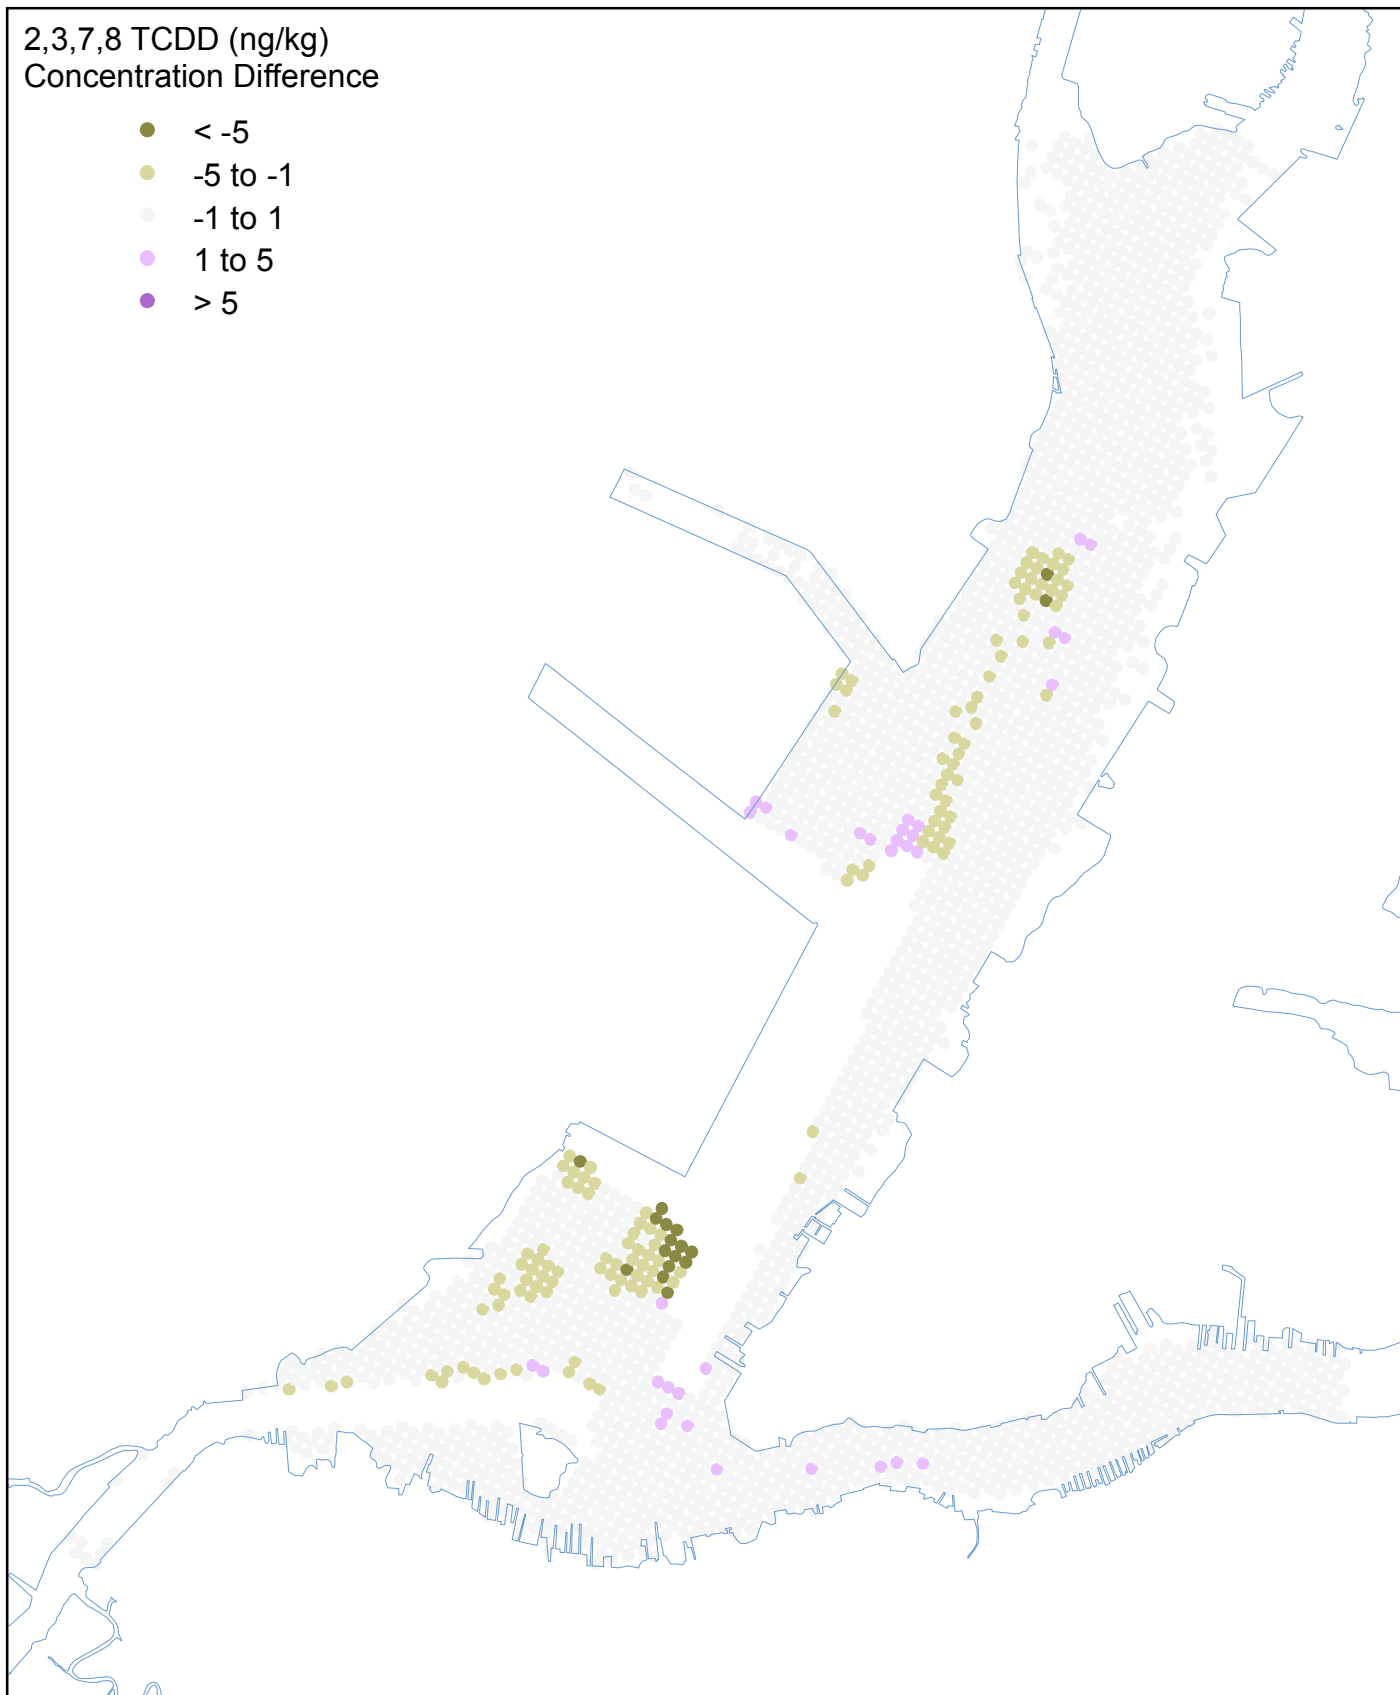 2,3,7,8 TCDD (ng/kg)
Concentration Difference
< -5
-5 to -1
-1 to 1
1 to 5
> 5